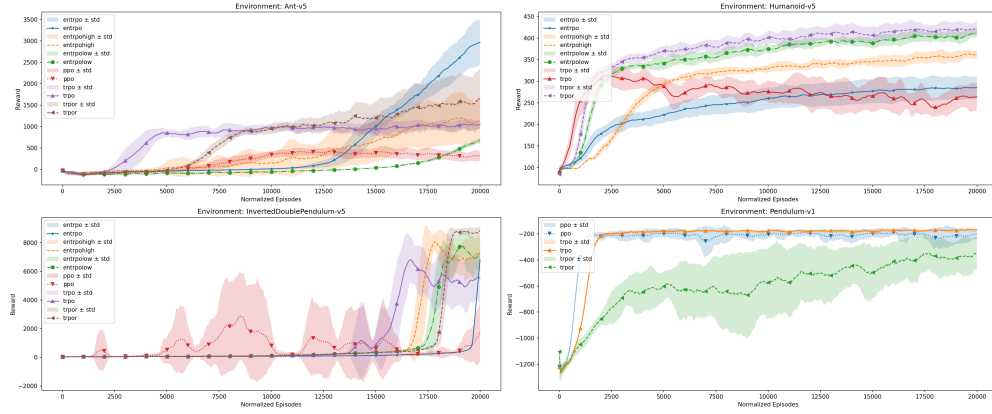 Environment: Ant-v5
3500
3000
2500
2000
1500
1000
500
0
Reward
entrpo ± std
entrpo
entrpohigh ± std
entrpohigh
entrpolow ± std
entrpolow
ppo ± std
ppo
trpo ± std
trpo
trpor ± std
trpor
0 2500 5000 7500 10000 12500 15000 17500 20000
Normalized Episodes
Environment: Humanoid-v5
450
400
350
300
250
200
150
100
Reward
entrpo ± std
entrpo
entrpohigh ± std
entrpohigh
entrpolow ± std
entrpolow
trpo ± std
trpo
trpor ± std
trpor
0 2500 5000 7500 10000 12500 15000 17500 20000
Normalized Episodes
Environment: InvertedDoublePendulum-v5
8000
6000
4000
2000
0
−2000
Reward
entrpo ± std
entrpo
entrpohigh ± std
entrpohigh
entrpolow ± std
entrpolow
ppo ± std
ppo
trpo ± std
trpo
trpor ± std
trpor
0 2500 5000 7500 10000 12500 15000 17500 20000
Normalized Episodes
Environment: Pendulum-v1
−200
−400
−600
−800
−1000
−1200
Reward
ppo ± std
ppo
trpo ± std
trpo
trpor ± std
trpor
0 2500 5000 7500 10000 12500 15000 17500 20000
Normalized Episodes